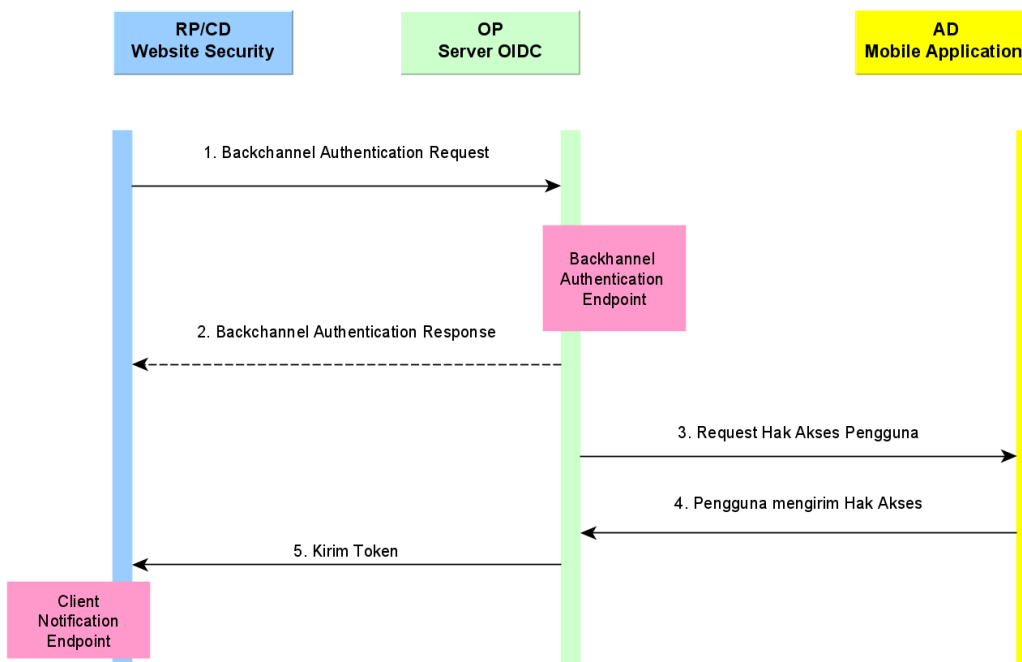 RP/CD
Website Security
OP
Server OIDC
AD
Mobile Application
1. Backchannel Authentication Request
Backhannel
Authentication
Endpoint
2. Backchannel Authentication Response
3. Request Hak Akses Pengguna
4. Pengguna mengirim Hak Akses
5. Kirim Token
Client
Notification
Endpoint